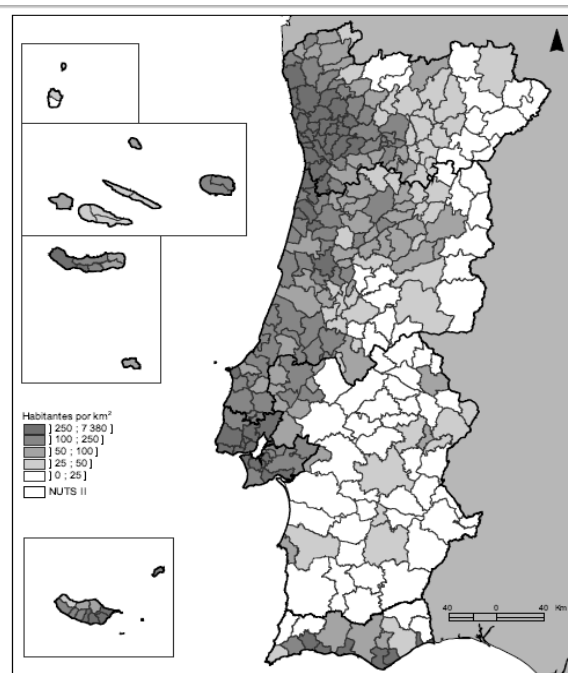 Habitantes por km²
] 250 ; 7 380 ]
] 100 ; 250]
] 50 ; 100]
] 25 ; 50]
] 0 ; 25]
NUTS II
40 0 40 Km